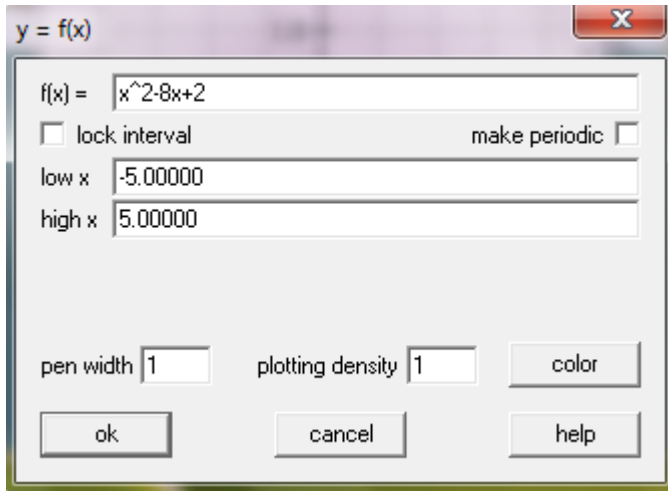 y = f(x)
f(x) = x^2-8x+2
lock interval make periodic
low x -5.00000
high x 5.00000
pen width 1 plotting density 1 color
ok cancel help